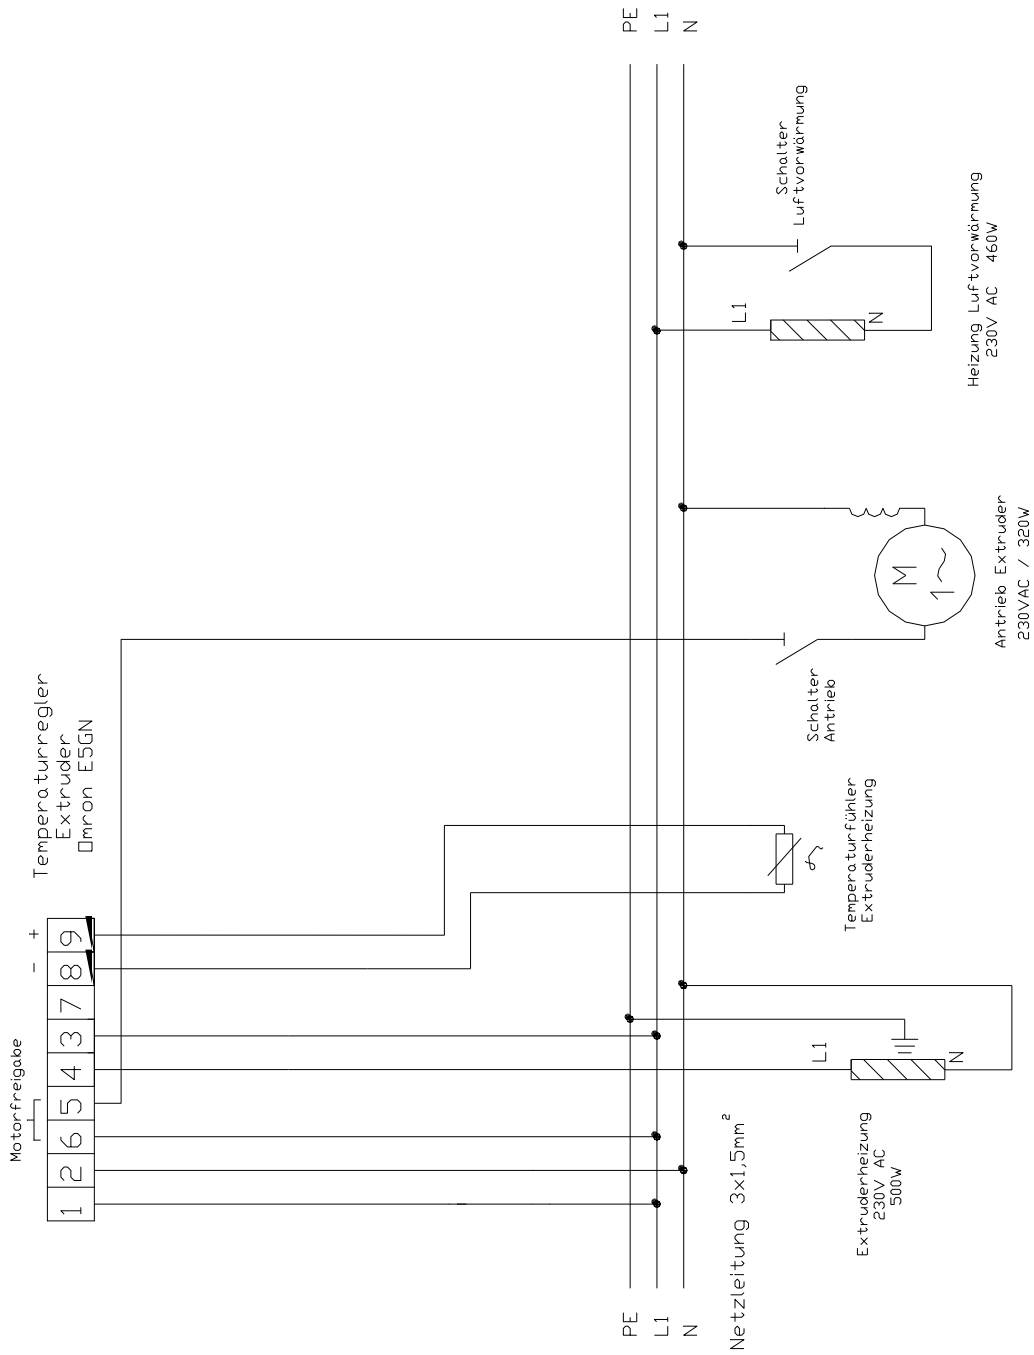 Temperaturregler
Extruder
Omron E5GN
Motorfreigabe
- +
1 2 6 5 4 3 7 8 9
PE
L1
N
PE
L1
N
Netzleitung 3x1,5mm²
L1
N
Extruderheizung
230V AC
500W
Temperaturfühler
Extruderheizung
Schalter
Antrieb
M
1~
Antrieb Extruder
230VAC / 320W
L1
N
Schalter
Luftvorwärmung
Heizung Luftvorwärmung
230V AC 460W